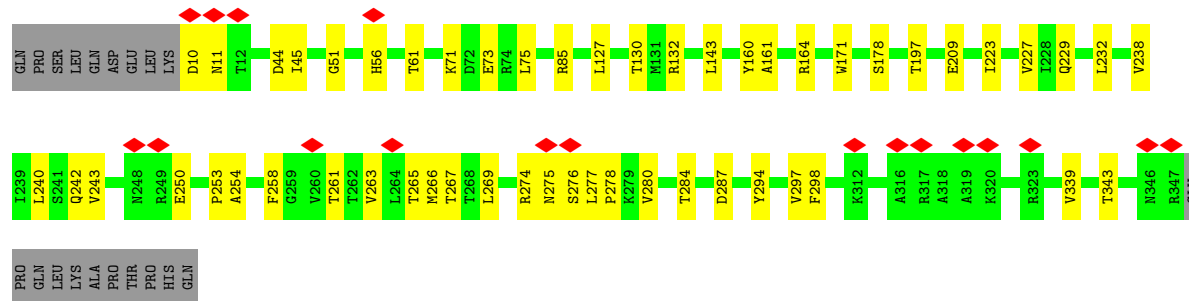 GLN PRO SER LEU GLN ASP GLU LEU LYS D10 N11 T12 D44 I45 G51 H56 T61 K71 D72 E73 R74 L75 R85 L127 T130 M131 R132 L143 Y160 A161 R164 W171 S178 T197 E209 I223 V227 I228 Q229 L232 V238
I239 L240 S241 Q242 V243 N248 R249 E250 P253 A254 F258 G259 V260 T261 T262 V263 L264 T265 M266 T267 T268 L269 R274 N275 S276 L277 P278 K279 V280 T284 D287 Y294 V297 F298 K312 A316 R317 A318 A319 K320 R323 V339 T343 N346 R347
PRO GLN LEU LYS ALA PRO THR PRO HIS GLN